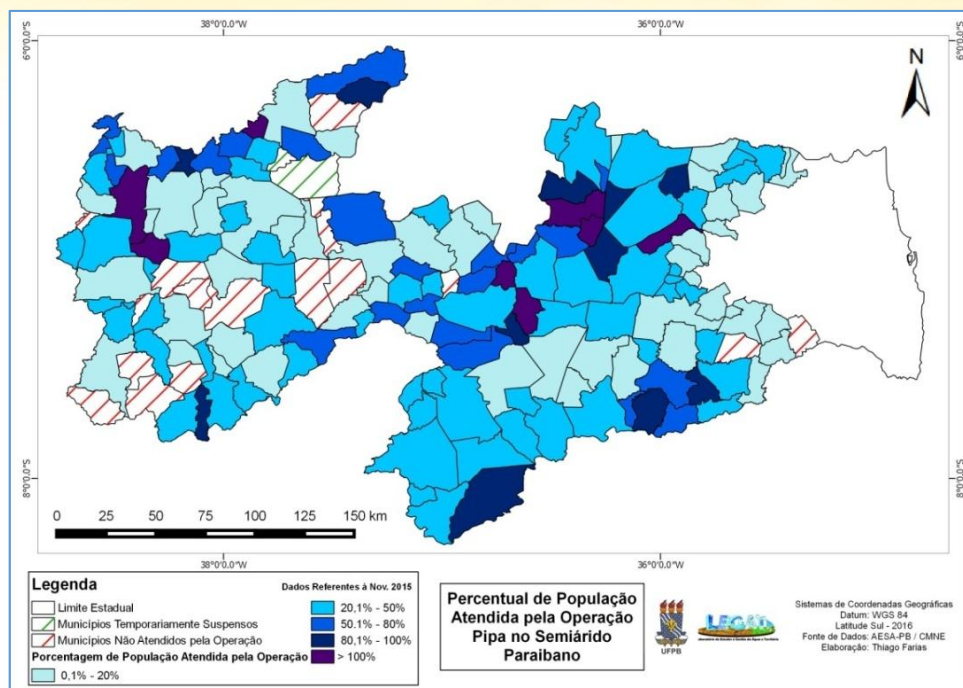 38°0'0.0"W
36°0'0.0"W
6°0'0.0"S
6°0'0.0"S
N
8°0'0.0"S
8°0'0.0"S
0 25 50 75 100 125 150 km
38°0'0.0"W
36°0'0.0"W
Legenda
Dados Referentes á Nov. 2015
Limite Estadual
Municípios Temporariamente Suspensos
Municípios Não Atendidos pela Operação
Porcentagem de População Atendida pela Operação
0,1% - 20%
20,1% - 50%
50.1% - 80%
80,1% - 100%
> 100%
Percentual de População
Atendida pela Operação
Pipa no Semiárido
Paraibano
UFPB
Sistemas de Coordenadas Geográficas
Datum: WGS 84
Latitude Sul - 2016
Fonte de Dados: AESA-PB / CMNE
Elaboração: Thiago Farias